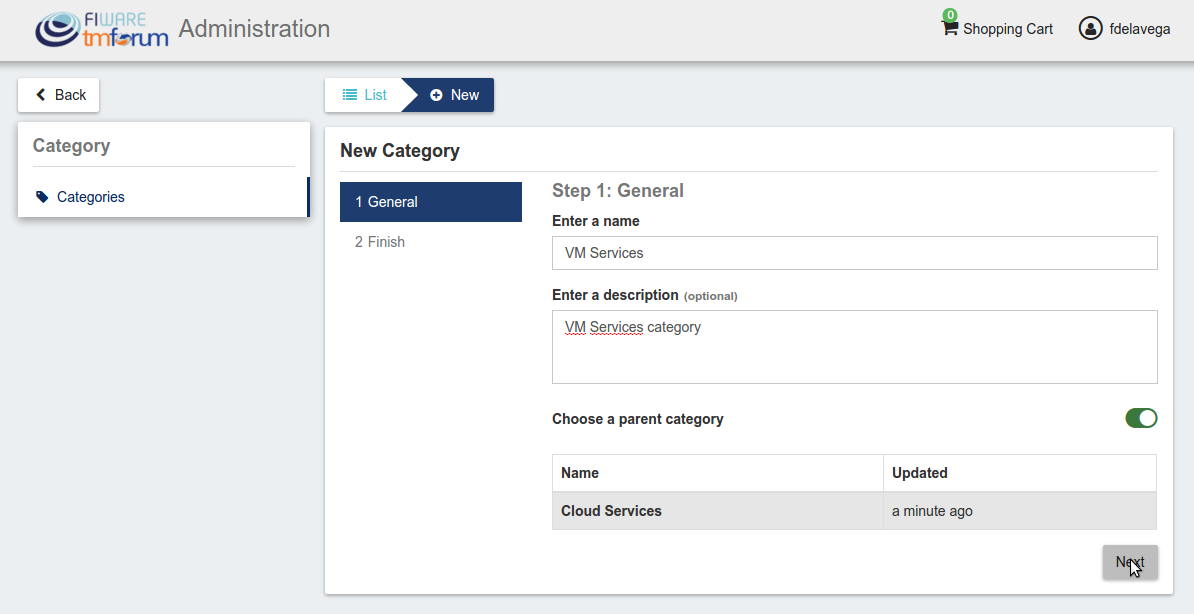 FIWARE
tmforum
Administration
0
Shopping Cart
fdelavega
Back
List
New
Category
Categories
New Category
1 General
2 Finish
Step 1: General
Enter a name
VM Services
Enter a description (optional)
VM Services category
Choose a parent category
Name Updated
Cloud Services a minute ago
Next